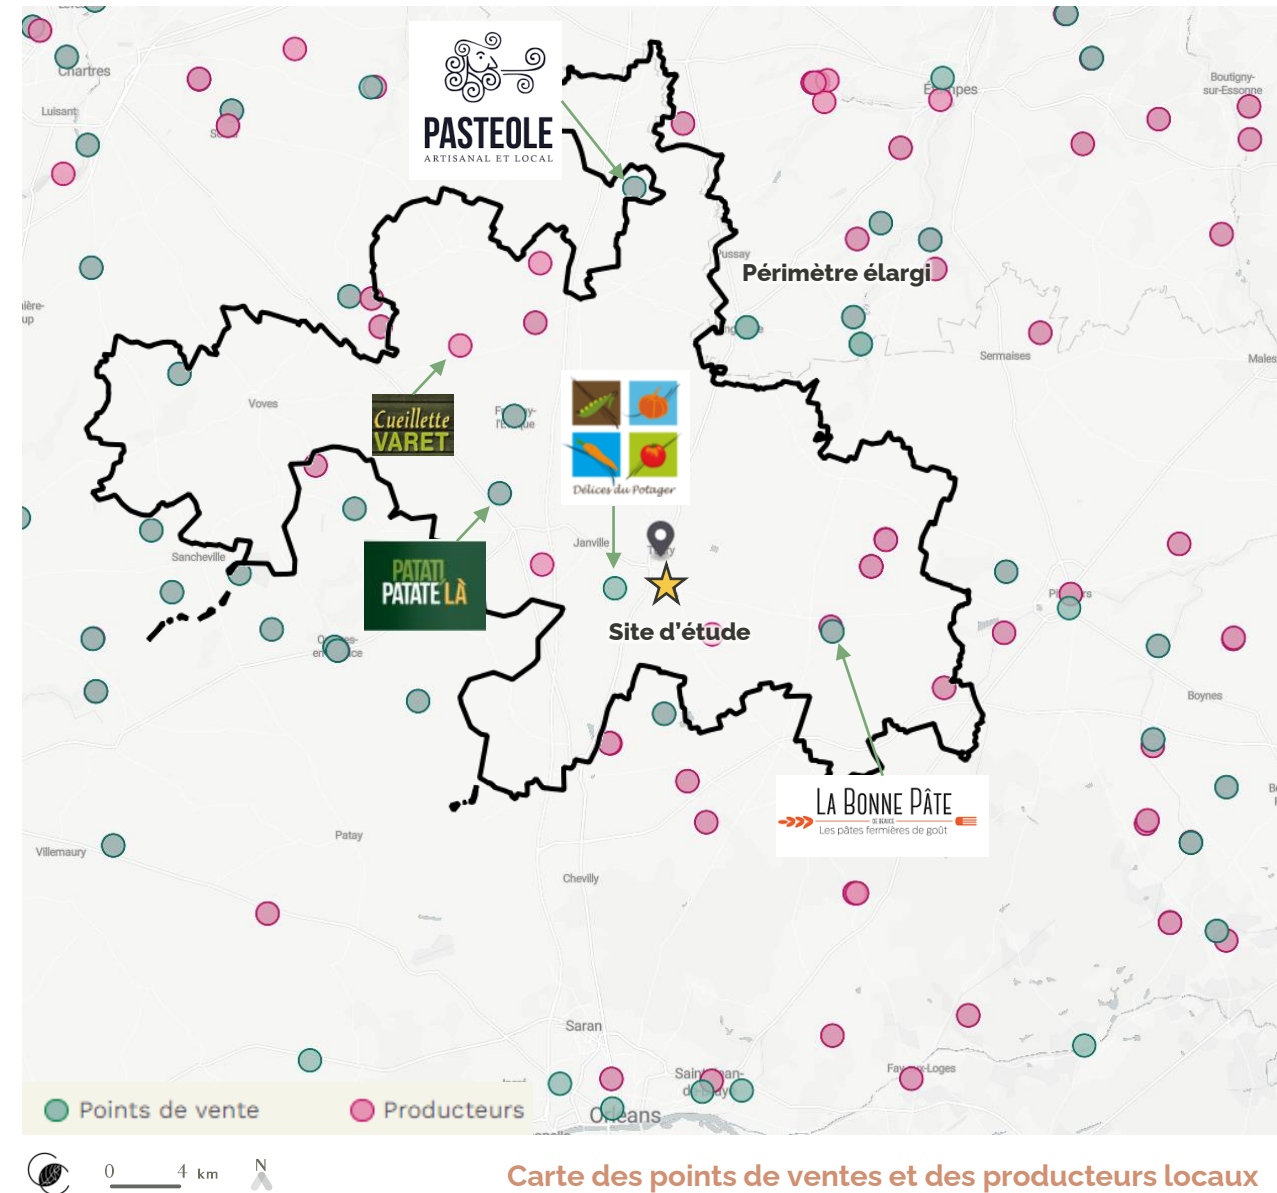 Chartres
Luisant
PASTEOLE
ARTISANAL ET LOCAL
Boutigny-
sur-Essonne
Périmètre élargi
Sermaises
Males
Voves
Cueillette
VARET
Délices du Potager
Janville
Sancheville
PATATI
PATATE LÀ
Site d’étude
Boynes
LA BONNE PÂTE
DE BEAUCE
Les pâtes fermières de goût
Patay
Villemaury
Chevilly
Saran
Orléans
Points de vente
Producteurs
0 4 km
N
Carte des points de ventes et des producteurs locaux